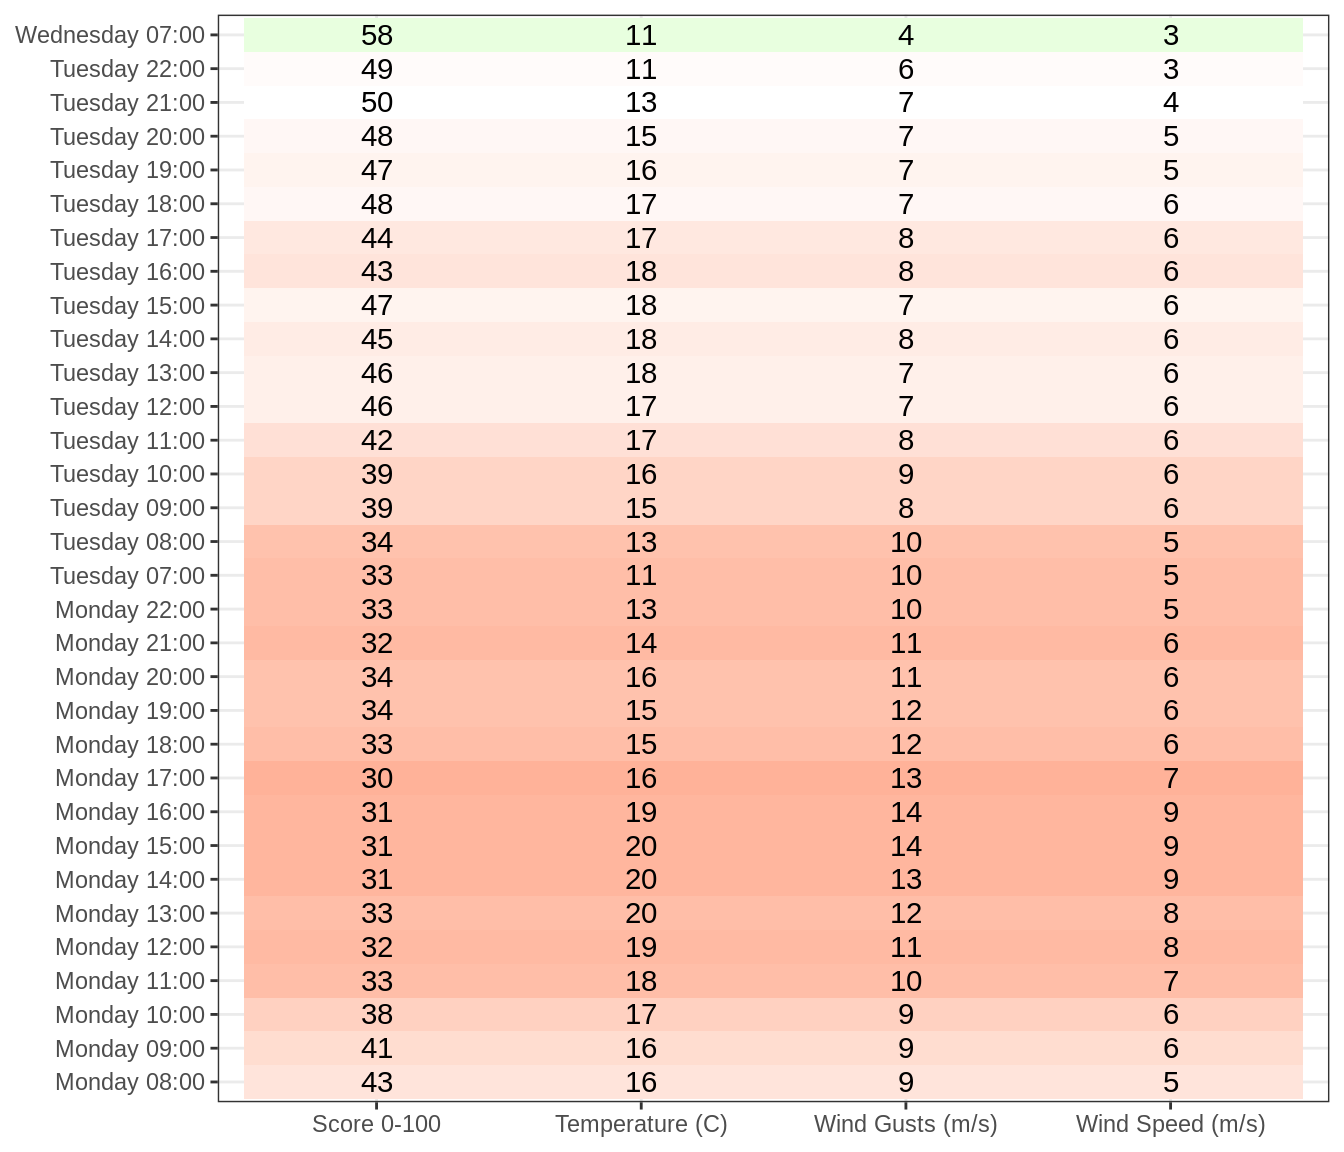 Wednesday 07:00 58 11 4 3
Tuesday 22:00 49 11 6 3
Tuesday 21:00 50 13 7 4
Tuesday 20:00 48 15 7 5
Tuesday 19:00 47 16 7 5
Tuesday 18:00 48 17 7 6
Tuesday 17:00 44 17 8 6
Tuesday 16:00 43 18 8 6
Tuesday 15:00 47 18 7 6
Tuesday 14:00 45 18 8 6
Tuesday 13:00 46 18 7 6
Tuesday 12:00 46 17 7 6
Tuesday 11:00 42 17 8 6
Tuesday 10:00 39 16 9 6
Tuesday 09:00 39 15 8 6
Tuesday 08:00 34 13 10 5
Tuesday 07:00 33 11 10 5
Monday 22:00 33 13 10 5
Monday 21:00 32 14 11 6
Monday 20:00 34 16 11 6
Monday 19:00 34 15 12 6
Monday 18:00 33 15 12 6
Monday 17:00 30 16 13 7
Monday 16:00 31 19 14 9
Monday 15:00 31 20 14 9
Monday 14:00 31 20 13 9
Monday 13:00 33 20 12 8
Monday 12:00 32 19 11 8
Monday 11:00 33 18 10 7
Monday 10:00 38 17 9 6
Monday 09:00 41 16 9 6
Monday 08:00 43 16 9 5
Score 0-100 Temperature (C) Wind Gusts (m/s) Wind Speed (m/s)